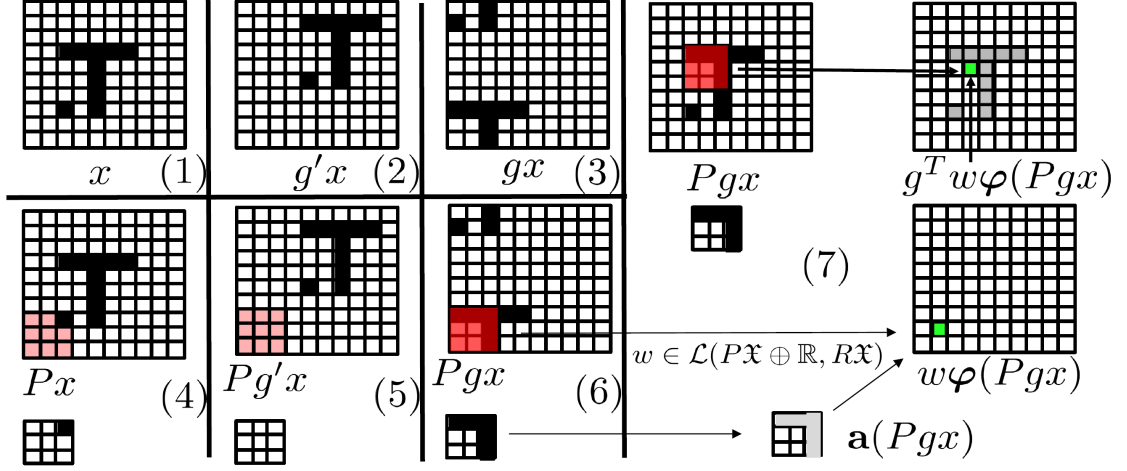 x (1)
g′x (2)
gx (3)
Pgx
g^T wφ(Pgx)
(7)
w ∈ ℒ(P𝔛 ⊕ ℝ, R𝔛)
wφ(Pgx)
Px
(4)
Pg′x
(5)
Pgx
(6)
a(Pgx)